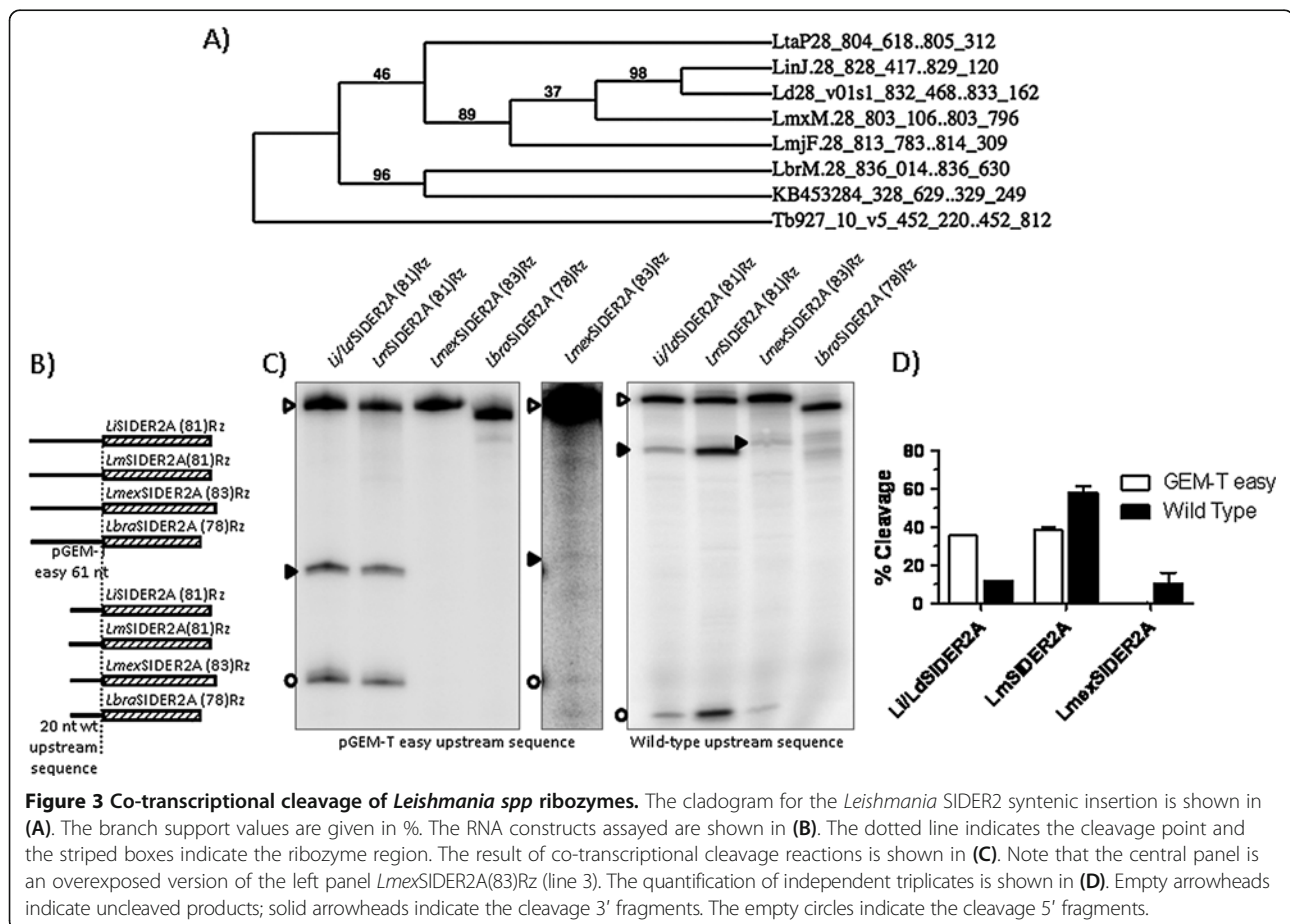 A)
46
89
37
98
96
LtaP28_804_618..805_312
LinJ.28_828_417..829_120
Ld28_v01s1_832_468..833_162
LmxM.28_803_106..803_796
LmjF.28_813_783..814_309
LbrM.28_836_014..836_630
KB453284_328_629..329_249
Tb927_10_v5_452_220..452_812
B)
LiSIDER2A (81)Rz
LmSIDER2A(81)Rz
LmexSIDER2A (83)Rz
LbraSIDER2A (78)Rz
pGEM-T
easy 61 nt
LiSIDER2A (81)Rz
LmSIDER2A(81)Rz
LmexSIDER2A (83)Rz
LbraSIDER2A (78)Rz
20 nt wt
upstream
sequence
C)
Li/LdSIDER2A (81)Rz
LmSIDER2A (81)Rz
LmexSIDER2A (83)Rz
LbraSIDER2A (78)Rz
LmexSIDER2A (83)Rz
Li/LdSIDER2A (81)Rz
LmSIDER2A (81)Rz
LmexSIDER2A (83)Rz
LbraSIDER2A (78)Rz
pGEM-T easy upstream sequence
Wild-type upstream sequence
D)
80
60
40
20
0
% Cleavage
GEM-T easy
Wild Type
Li/LdSIDER2A
LmSIDER2A
LmexSIDER2A
Figure 3 Co-transcriptional cleavage of Leishmania spp ribozymes. The cladogram for the Leishmania SIDER2 syntenic insertion is shown in
(A). The branch support values are given in %. The RNA constructs assayed are shown in (B). The dotted line indicates the cleavage point and
the striped boxes indicate the ribozyme region. The result of co-transcriptional cleavage reactions is shown in (C). Note that the central panel is
an overexposed version of the left panel LmexSIDER2A(83)Rz (line 3). The quantification of independent triplicates is shown in (D). Empty arrowheads
indicate uncleaved products; solid arrowheads indicate the cleavage 3′ fragments. The empty circles indicate the cleavage 5′ fragments.